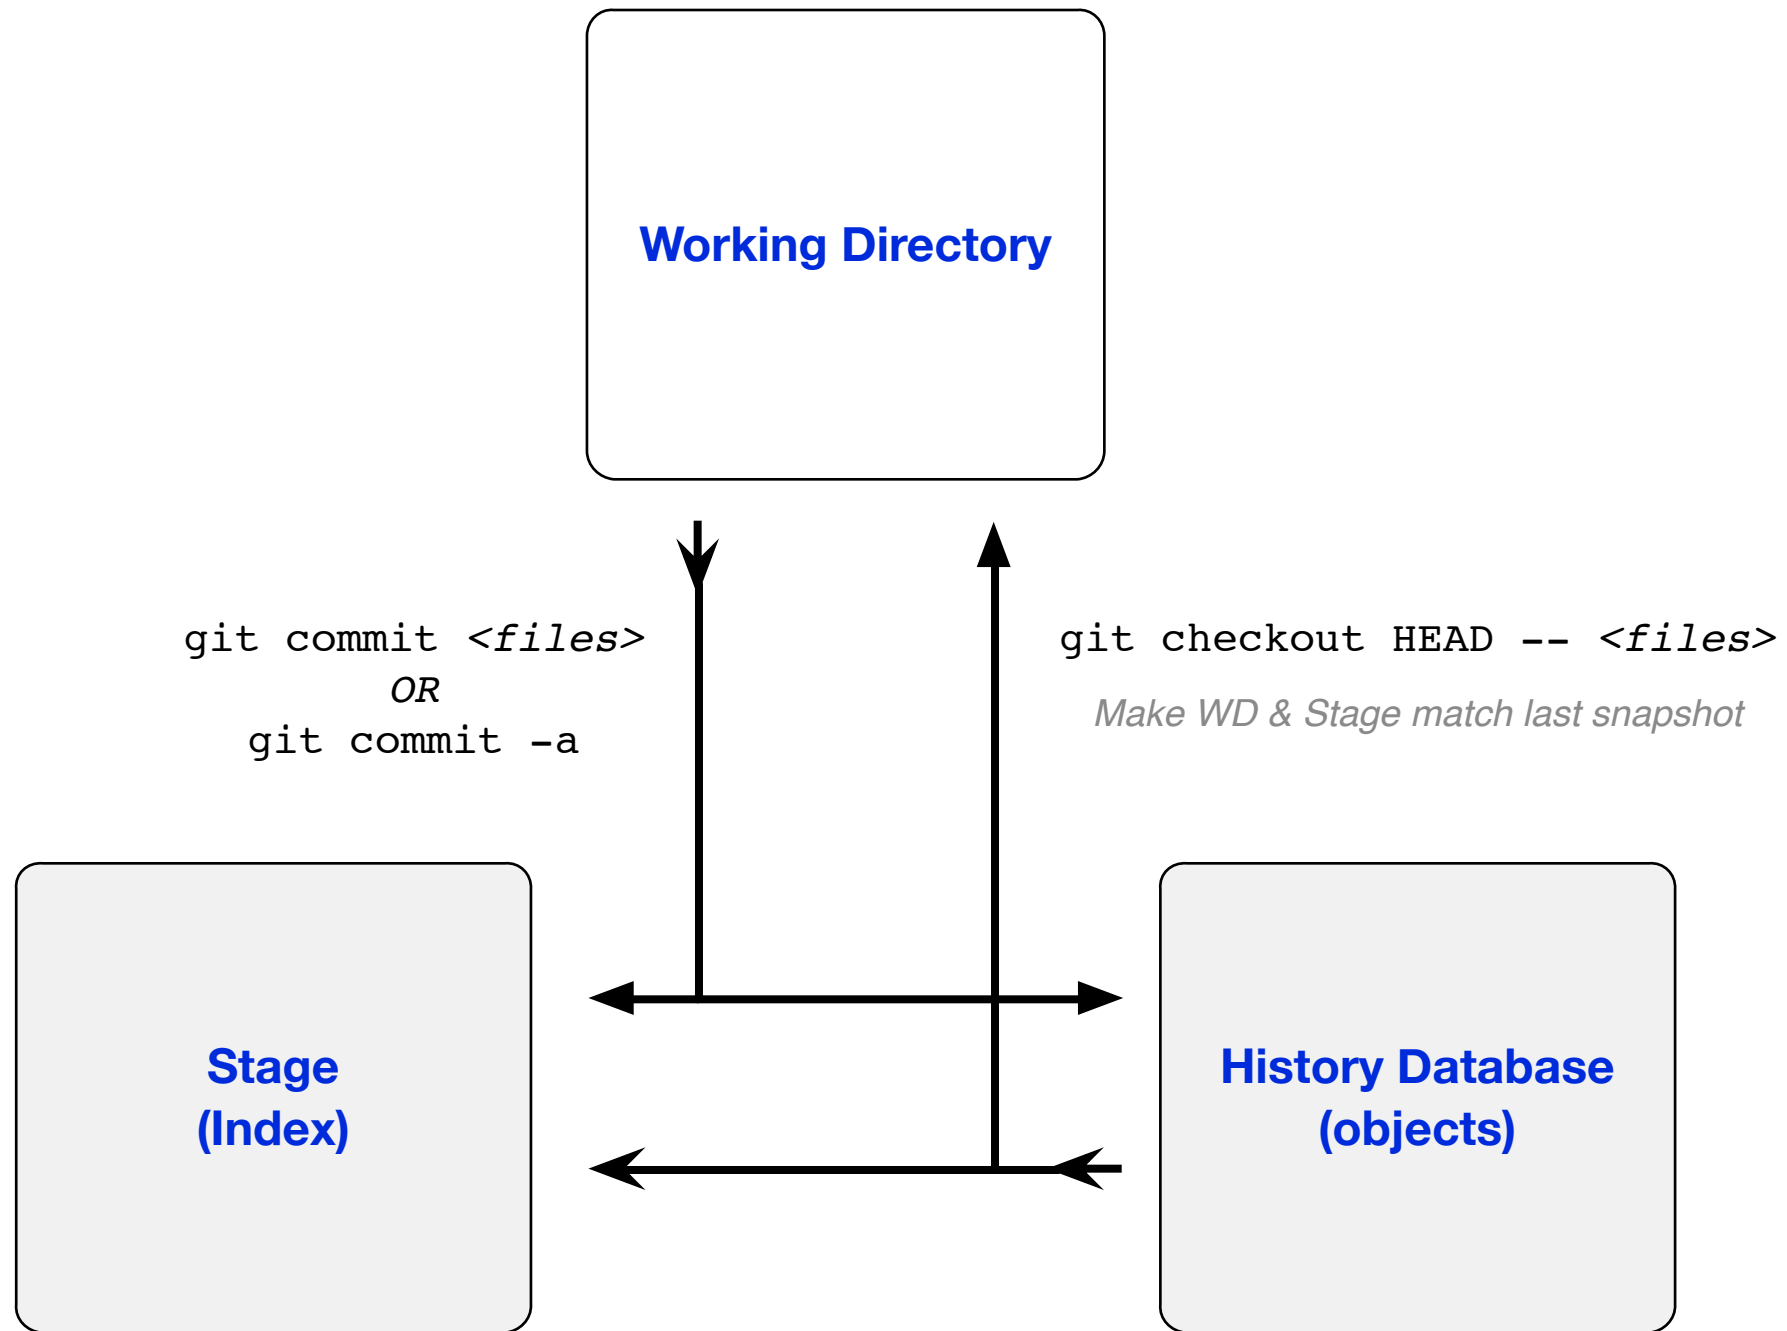 Working Directory
git commit <files>
OR
git commit -a
git checkout HEAD -- <files>
Make WD & Stage match last snapshot
Stage
(Index)
History Database
(objects)